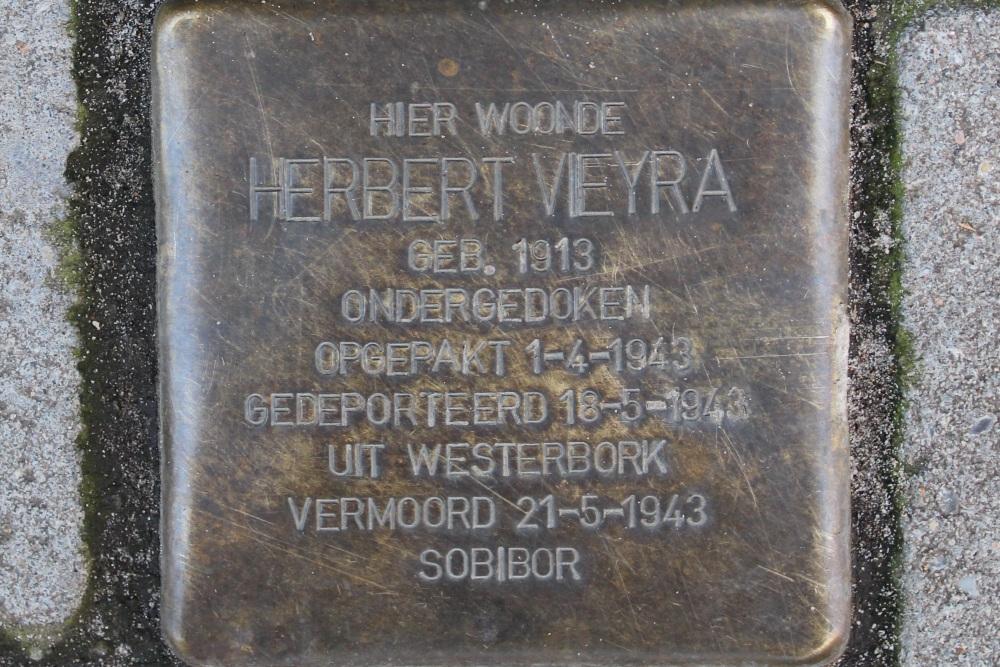 HIER WOONDE
HERBERT VIEYRA
GEB. 1913
ONDERGEDOKEN
OPGEPAKT 1-4-1943
GEDEPORTEERD 18-5-1943
UIT WESTERBORK
VERMOORD 21-5-1943
SOBIBOR